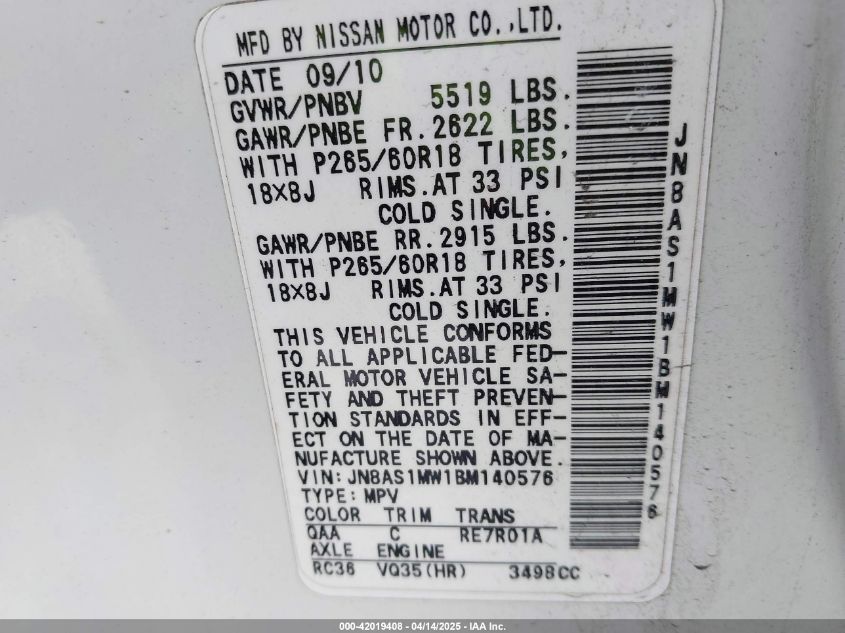 MFD BY NISSAN MOTOR CO.,LTD.
DATE 09/10
GVWR/PNBV 5519 LBS.
GAWR/PNBE FR.2622 LBS.
WITH P265/60R18 TIRES,
18X8J RIMS.AT 33 PSI
COLD SINGLE.
GAWR/PNBE RR.2915 LBS.
WITH P265/60R18 TIRES,
18X8J RIMS.AT 33 PSI
COLD SINGLE.
THIS VEHICLE CONFORMS
TO ALL APPLICABLE FED-
ERAL MOTOR VEHICLE SA-
FETY AND THEFT PREVEN-
TION STANDARDS IN EFF-
ECT ON THE DATE OF MA-
NUFACTURE SHOWN ABOVE.
VIN:JN8AS1MW1BM140576
TYPE:MPV
COLOR TRIM TRANS
QAA C RE7R01A
AXLE ENGINE
RC36 VQ35(HR) 3498CC
JN8AS1MW1BM140576
000-42019408 - 04/14/2025 - IAA Inc.